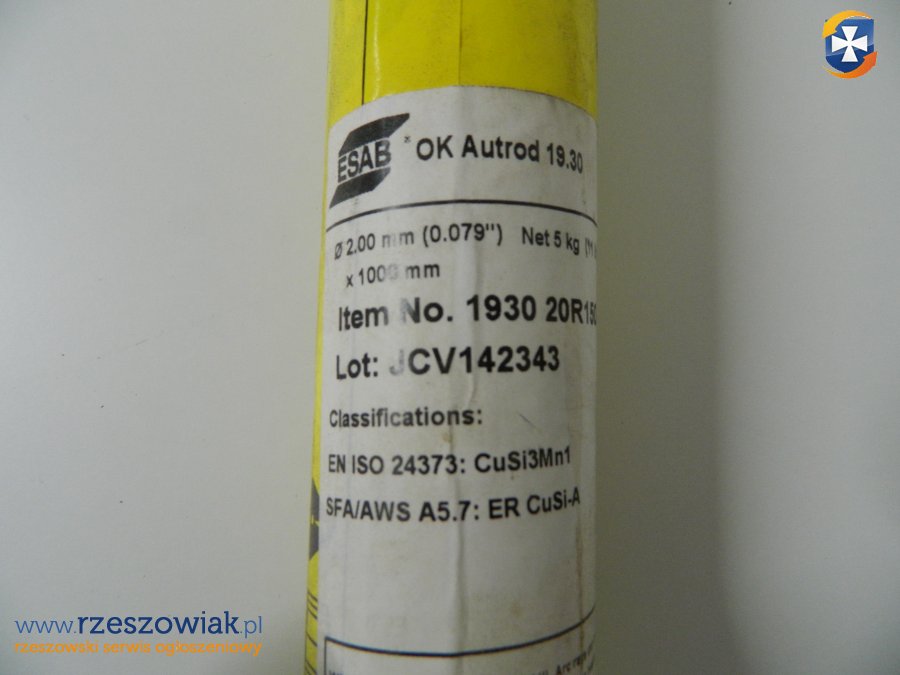 ESAB
® OK Autrod 19.30
Ø 2.00 mm (0.079") Net 5 kg
x 1000 mm
Item No. 1930 20R150
Lot: JCV142343
Classifications:
EN ISO 24373: CuSi3Mn1
SFA/AWS A5.7: ER CuSi-A
www.rzeszowiak.pl
rzeszowski serwis ogłoszeniowy